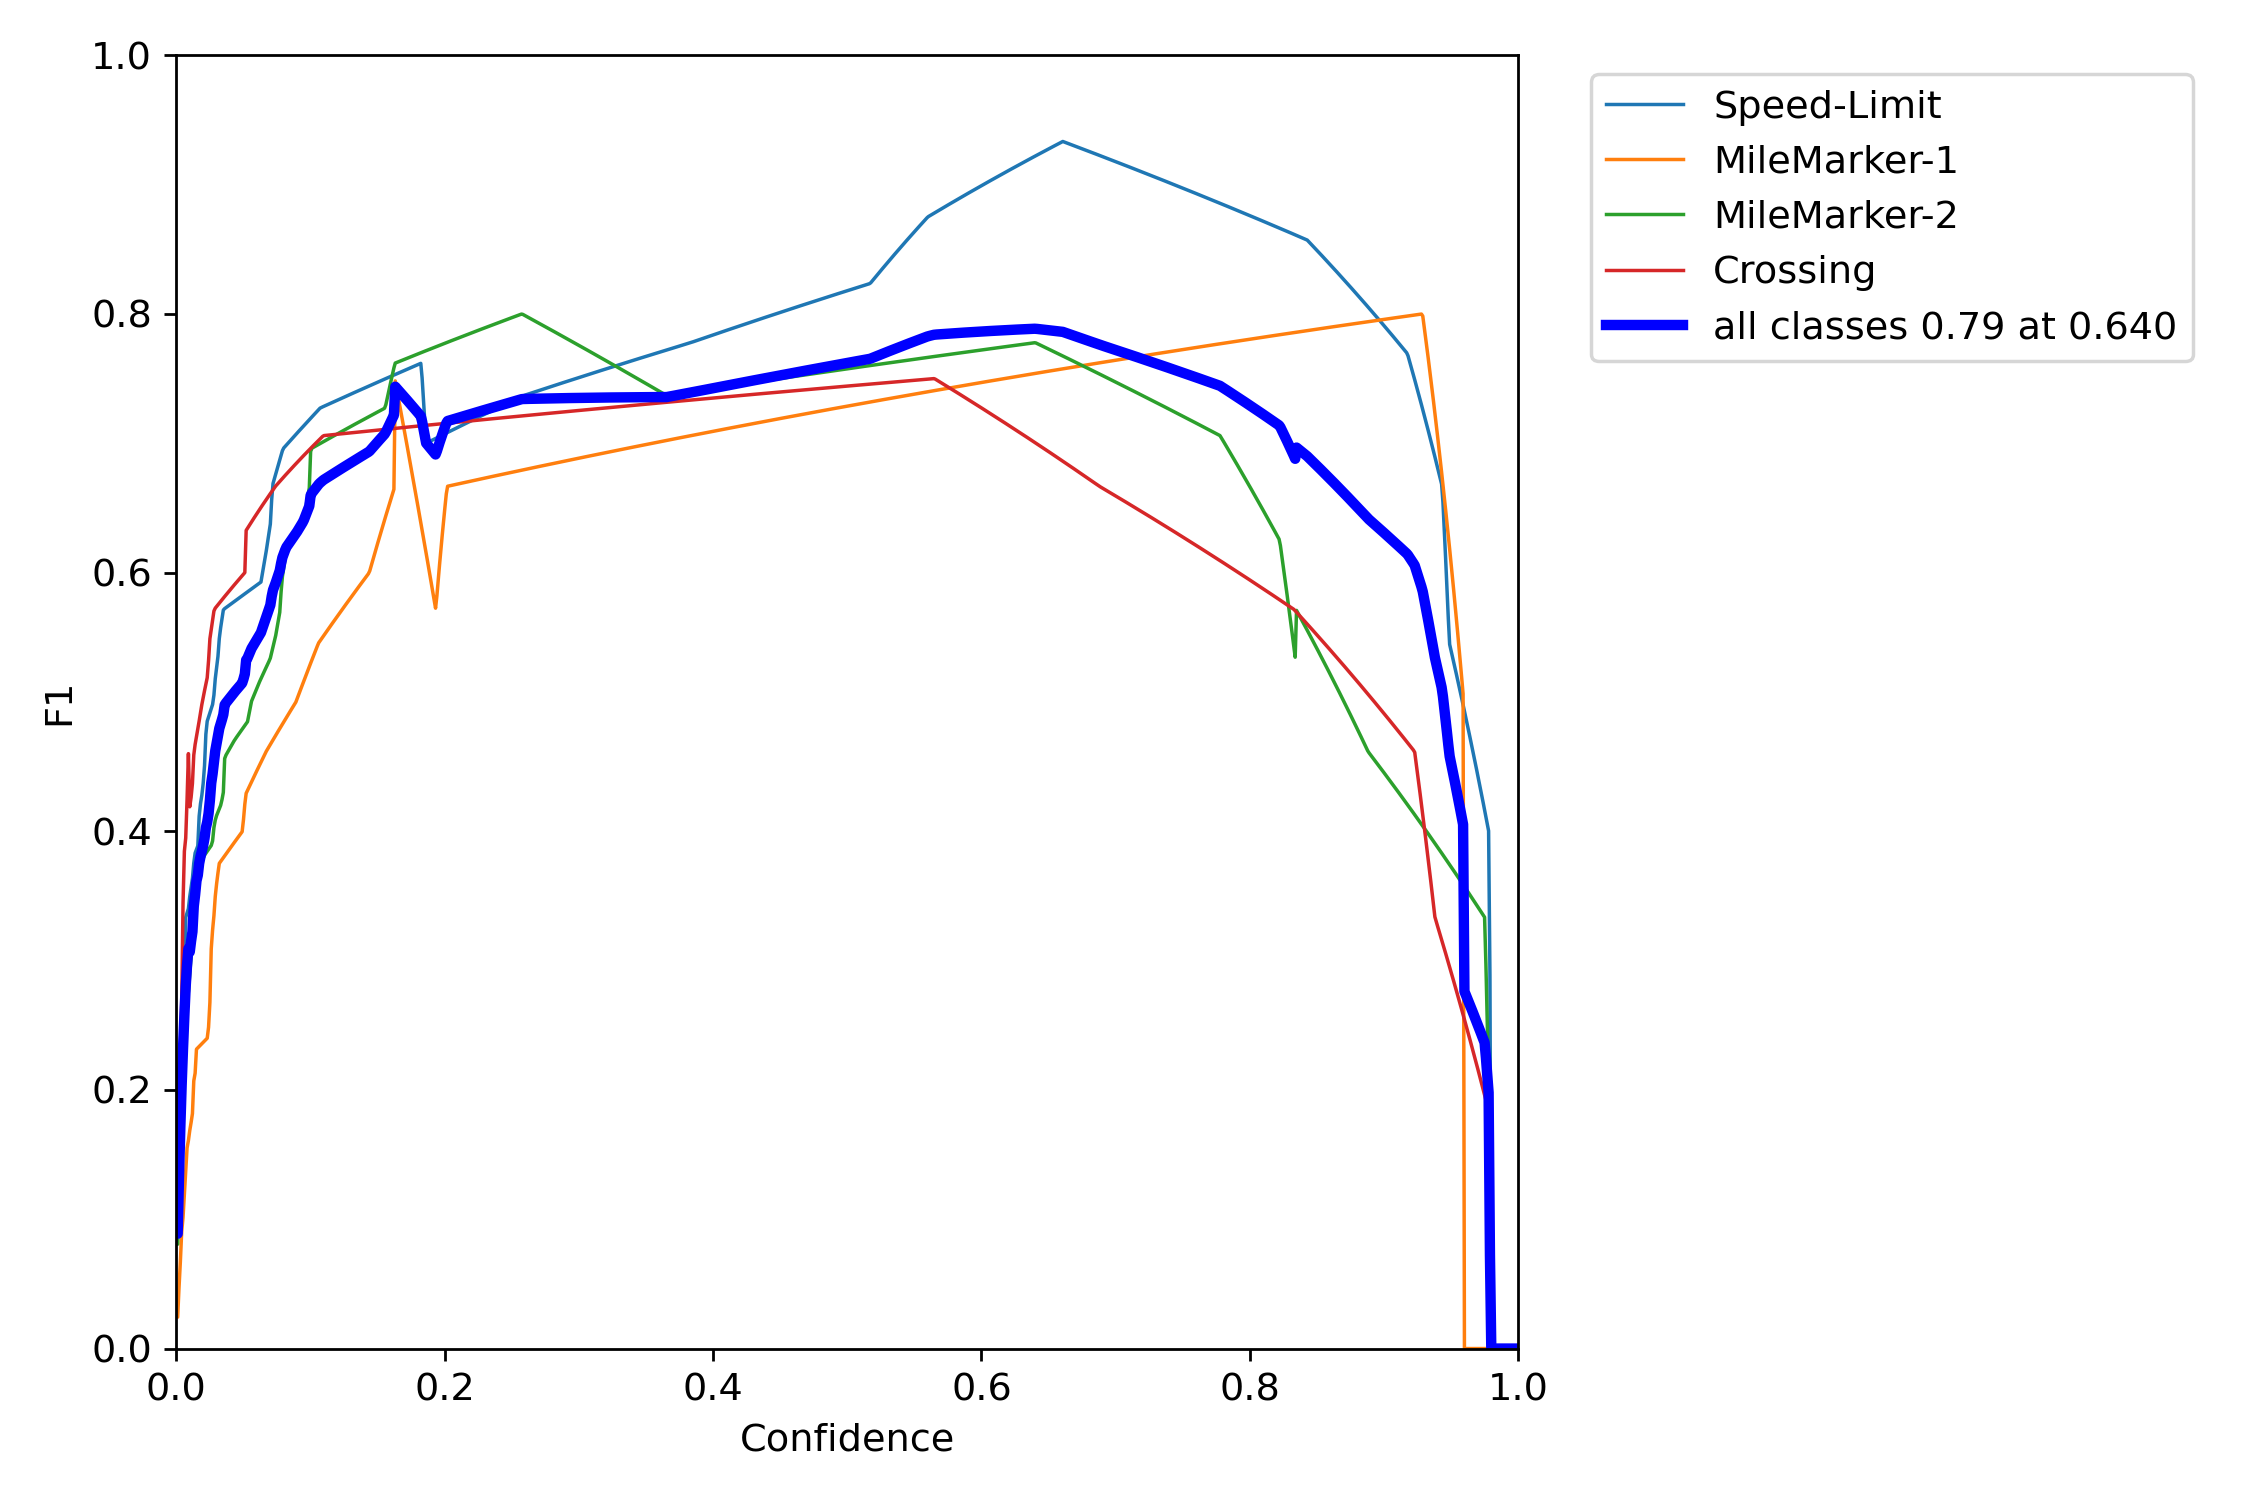 1.0
0.8
0.6
0.4
0.2
0.0
F1
0.0 0.2 0.4 0.6 0.8 1.0
Confidence
Speed-Limit
MileMarker-1
MileMarker-2
Crossing
all classes 0.79 at 0.640